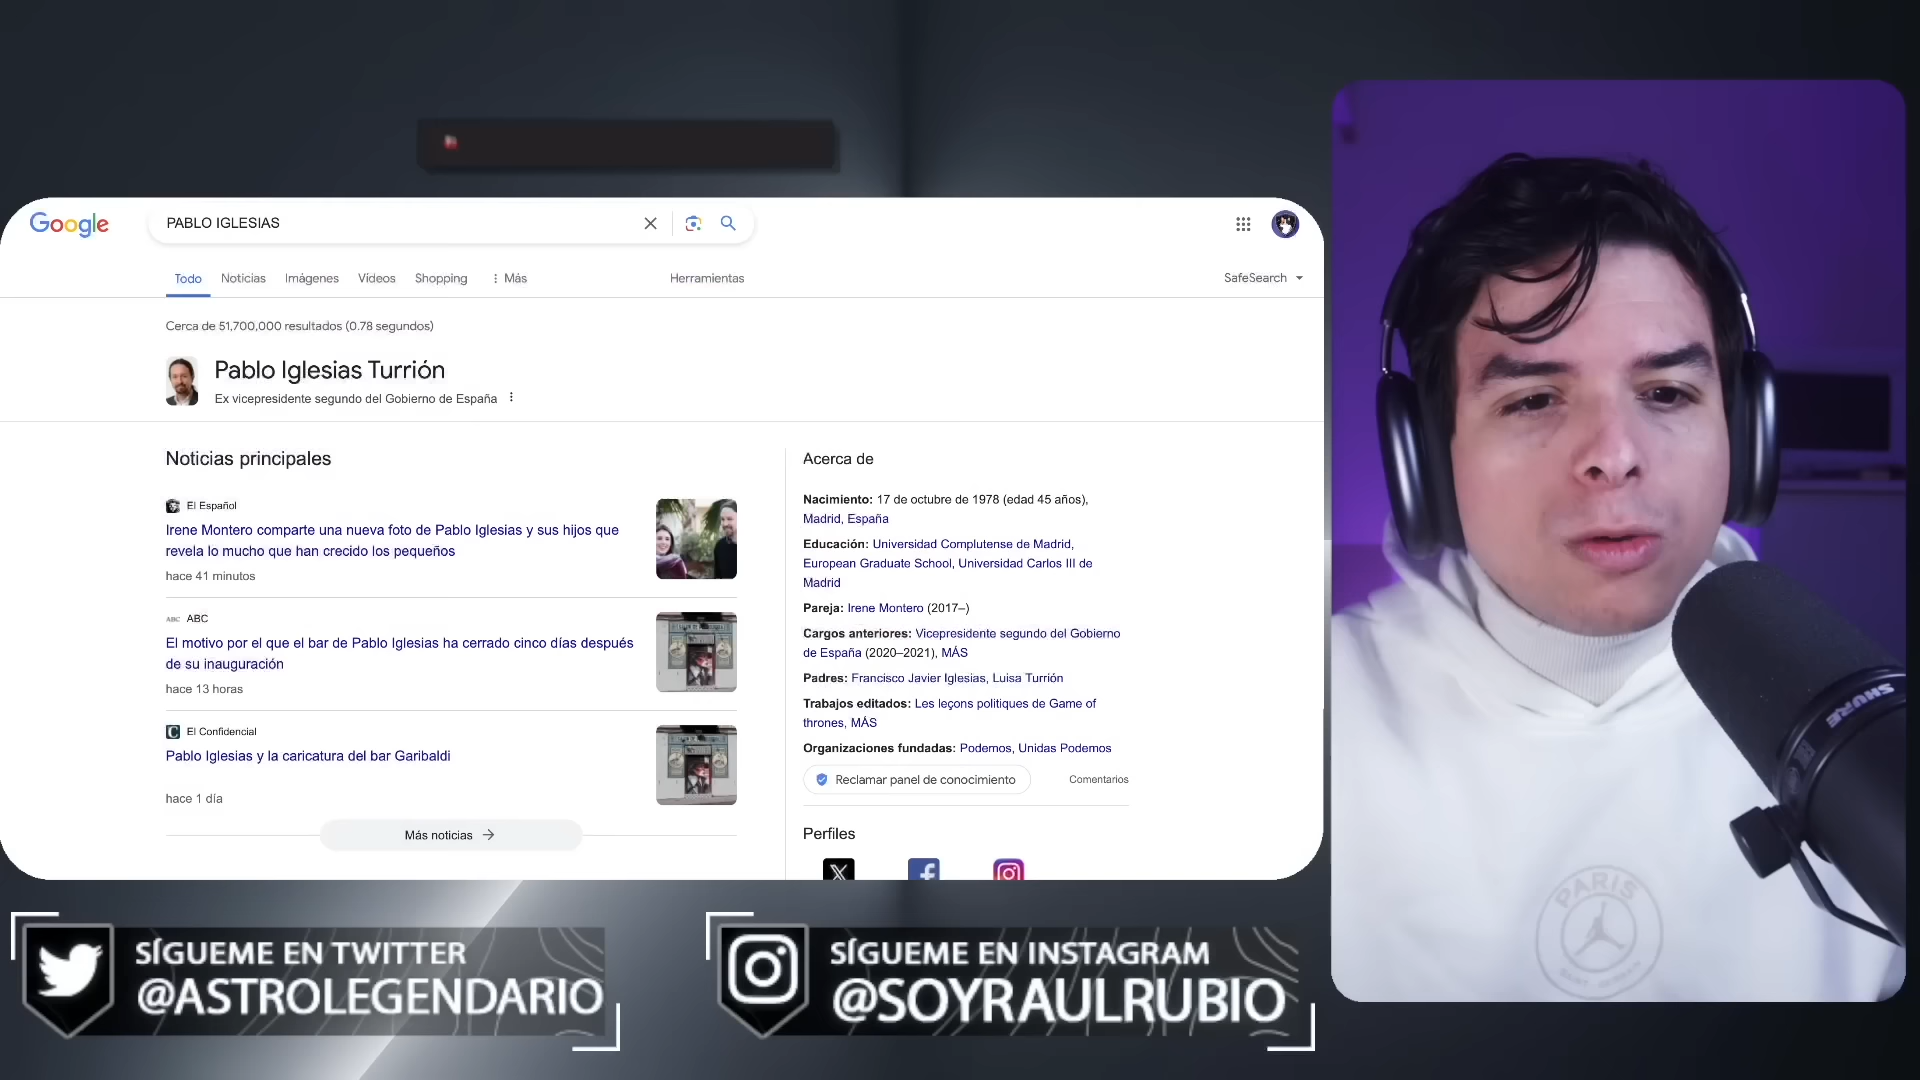 Google
PABLO IGLESIAS
Todo
Noticias
Imágenes
Vídeos
Shopping
Más
Herramientas
SafeSearch
Cerca de 51,700,000 resultados (0.78 segundos)
Pablo Iglesias Turrión
Ex vicepresidente segundo del Gobierno de España
Noticias principales
El Español
Irene Montero comparte una nueva foto de Pablo Iglesias y sus hijos que
revela lo mucho que han crecido los pequeños
hace 41 minutos
ABC ABC
El motivo por el que el bar de Pablo Iglesias ha cerrado cinco días después
de su inauguración
hace 13 horas
C El Confidencial
Pablo Iglesias y la caricatura del bar Garibaldi
hace 1 día
Más noticias
Acerca de
Nacimiento: 17 de octubre de 1978 (edad 45 años),
Madrid, España
Educación: Universidad Complutense de Madrid,
European Graduate School, Universidad Carlos III de
Madrid
Pareja: Irene Montero (2017–)
Cargos anteriores: Vicepresidente segundo del Gobierno
de España (2020–2021), MÁS
Padres: Francisco Javier Iglesias, Luisa Turrión
Trabajos editados: Les leçons politiques de Game of
thrones, MÁS
Organizaciones fundadas: Podemos, Unidas Podemos
Reclamar panel de conocimiento
Comentarios
Perfiles
SÍGUEME EN TWITTER
@ASTROLEGENDARIO
SÍGUEME EN INSTAGRAM
@SOYRAULRUBIO
SHURE
PARIS